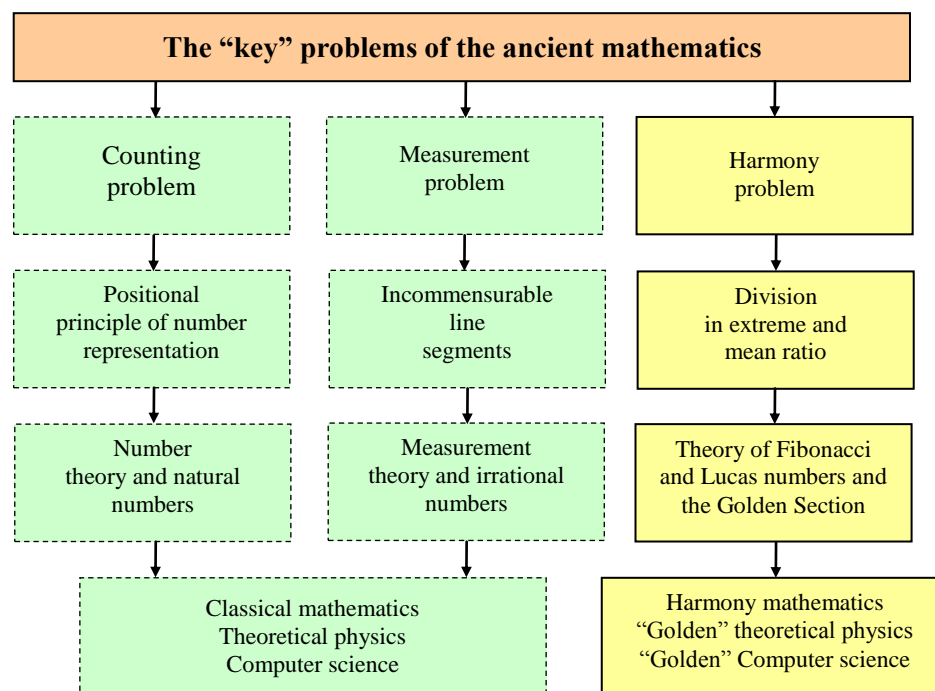 The “key” problems of the ancient mathematics
Counting
problem
Measurement
problem
Harmony
problem
Positional
principle of number
representation
Incommensurable
line
segments
Division
in extreme and
mean ratio
Number
theory and natural
numbers
Measurement
theory and irrational
numbers
Theory of Fibonacci
and Lucas numbers and
the Golden Section
Classical mathematics
Theoretical physics
Computer science
Harmony mathematics
“Golden” theoretical physics
“Golden” Computer science